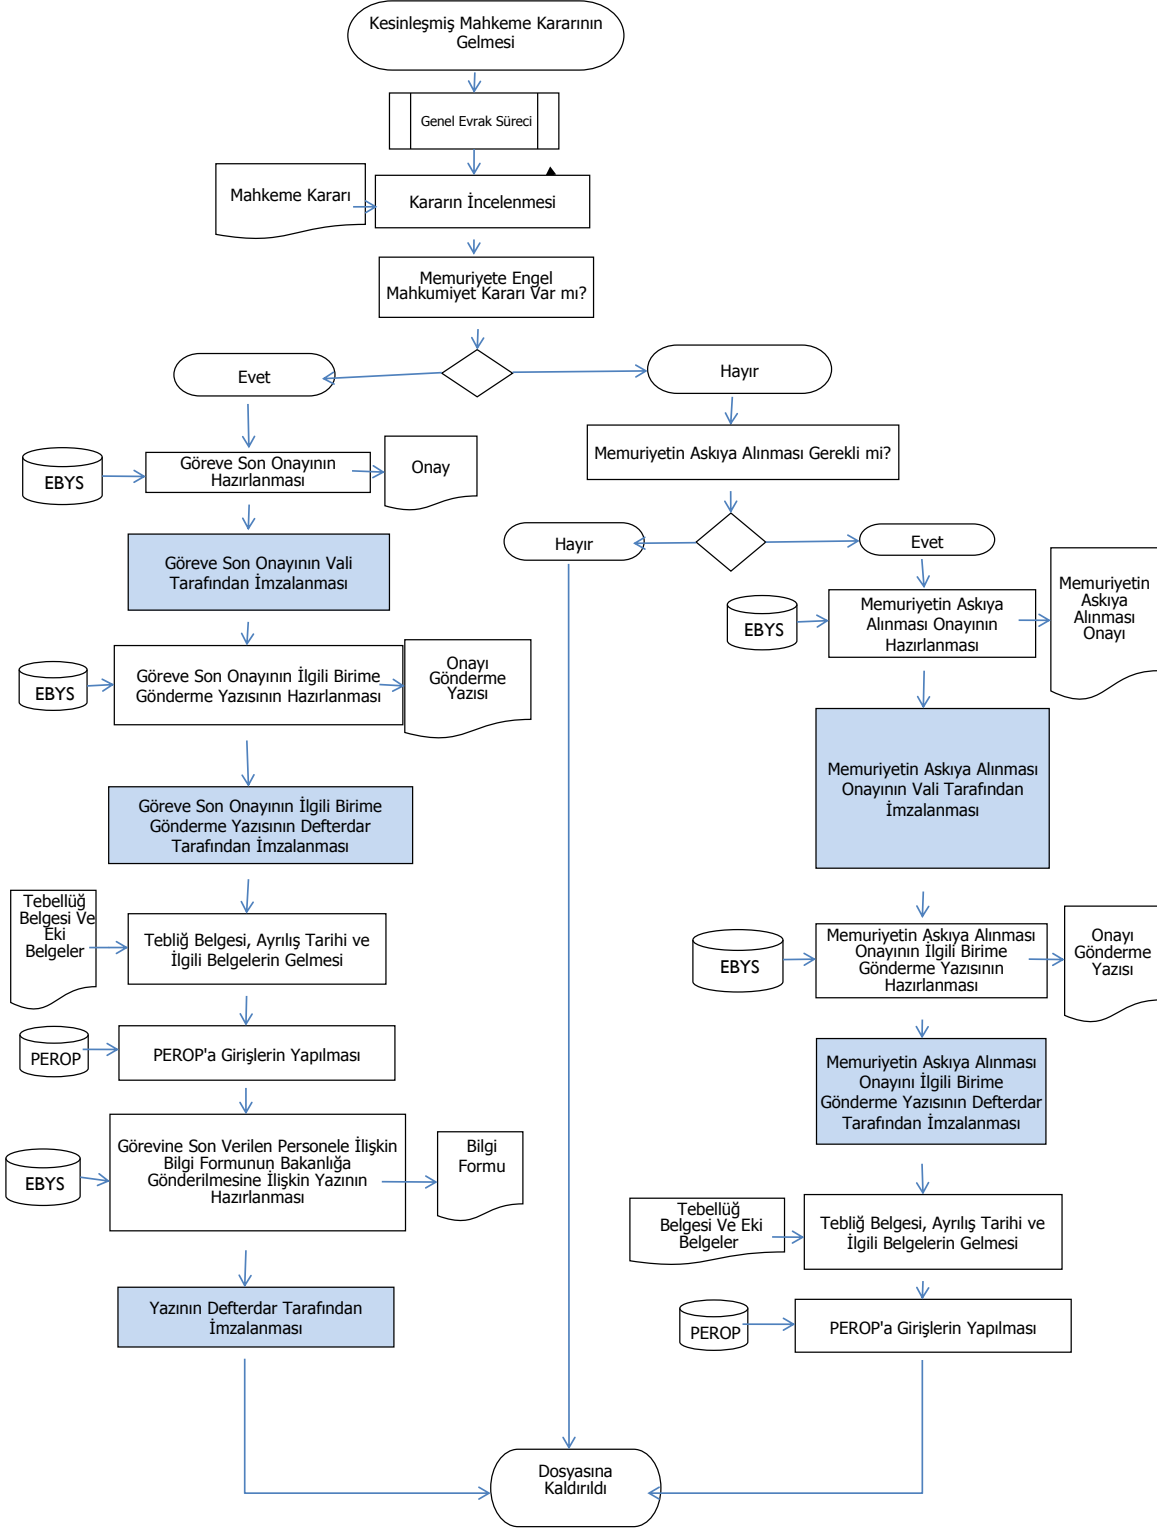 Kesinleşmiş Mahkeme Kararının
Gelmesi
Genel Evrak Süreci
Mahkeme Kararı
Kararın İncelenmesi
Memuriyete Engel
Mahkumiyet Kararı Var mı?
Evet
Hayır
Memuriyetin Askıya Alınması Gerekli mi?
EBYS
Göreve Son Onayının
Hazırlanması
Onay
Hayır
Evet
Göreve Son Onayının Vali
Tarafından İmzalanması
EBYS
Memuriyetin Askıya
Alınması Onayının
Hazırlanması
Memuriyetin
Askıya
Alınması
Onayı
EBYS
Göreve Son Onayının İlgili Birime
Gönderme Yazısının Hazırlanması
Onayı
Gönderme
Yazısı
Memuriyetin Askıya Alınması
Onayının Vali Tarafından
İmzalanması
Göreve Son Onayının İlgili Birime
Gönderme Yazısının Defterdar
Tarafından İmzalanması
Tebellüğ
Belgesi Ve
Eki
Belgeler
Tebliğ Belgesi, Ayrılış Tarihi ve
İlgili Belgelerin Gelmesi
EBYS
Memuriyetin Askıya Alınması
Onayının İlgili Birime
Gönderme Yazısının
Hazırlanması
Onayı
Gönderme
Yazısı
PEROP
PEROP'a Girişlerin Yapılması
Memuriyetin Askıya Alınması
Onayını İlgili Birime
Gönderme Yazısının Defterdar
Tarafından İmzalanması
EBYS
Görevine Son Verilen Personele İlişkin
Bilgi Formunun Bakanlığa
Gönderilmesine İlişkin Yazının
Hazırlanması
Bilgi
Formu
Tebellüğ
Belgesi Ve Eki
Belgeler
Tebliğ Belgesi, Ayrılış Tarihi ve
İlgili Belgelerin Gelmesi
Yazının Defterdar Tarafından
İmzalanması
PEROP
PEROP'a Girişlerin Yapılması
Dosyasına
Kaldırıldı